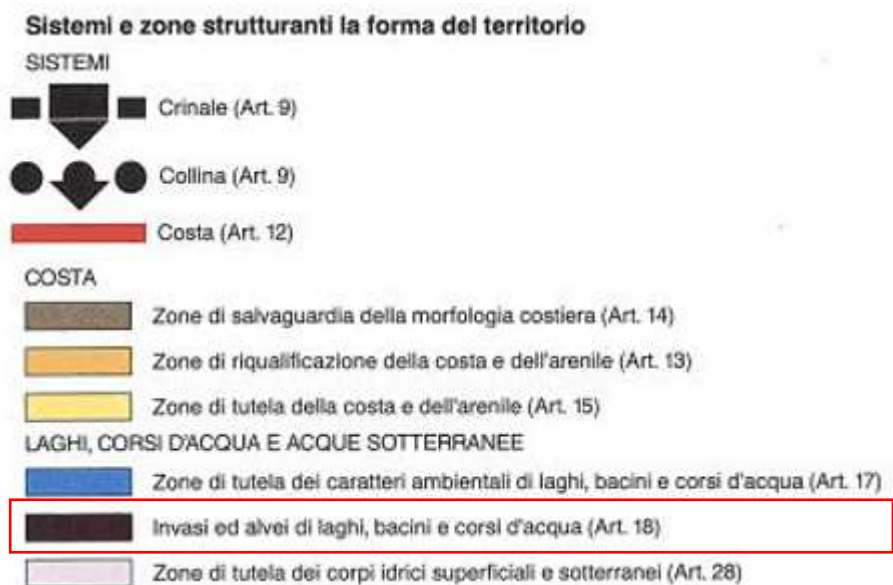 Sistemi e zone strutturanti la forma del territorio
SISTEMI
Crinale (Art. 9)
Collina (Art. 9)
Costa (Art. 12)
COSTA
Zone di salvaguardia della morfologia costiera (Art. 14)
Zone di riqualificazione della costa e dell'arenile (Art. 13)
Zone di tutela della costa e dell'arenile (Art. 15)
LAGHI, CORSI D'ACQUA E ACQUE SOTTERRANEE
Zone di tutela dei caratteri ambientali di laghi, bacini e corsi d'acqua (Art. 17)
Invasi ed alvei di laghi, bacini e corsi d'acqua (Art. 18)
Zone di tutela dei corpi idrici superficiali e sotterranei (Art. 28)